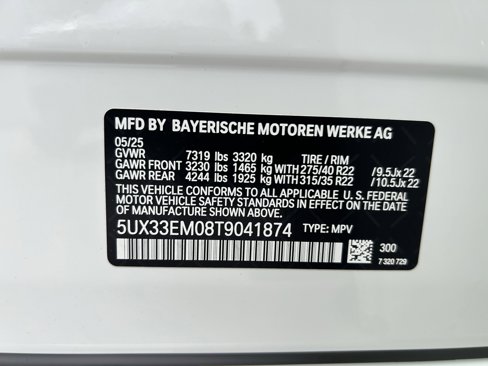 MFD BY BAYERISCHE MOTOREN WERKE AG
05/25
GVWR 7319 lbs 3320 kg TIRE / RIM
GAWR FRONT 3230 lbs 1465 kg WITH 275/40 R22 /9.5Jx 22
GAWR REAR 4244 lbs 1925 kg WITH 315/35 R22 /10.5Jx 22
THIS VEHICLE CONFORMS TO ALL APPLICABLE U. S. FEDERAL
MOTOR VEHICLE SAFETY STANDARDS IN EFFECT ON THE
DATE OF MANUFACTURE SHOWN ABOVE.
5UX33EM08T9041874 TYPE: MPV
300
7 320 729